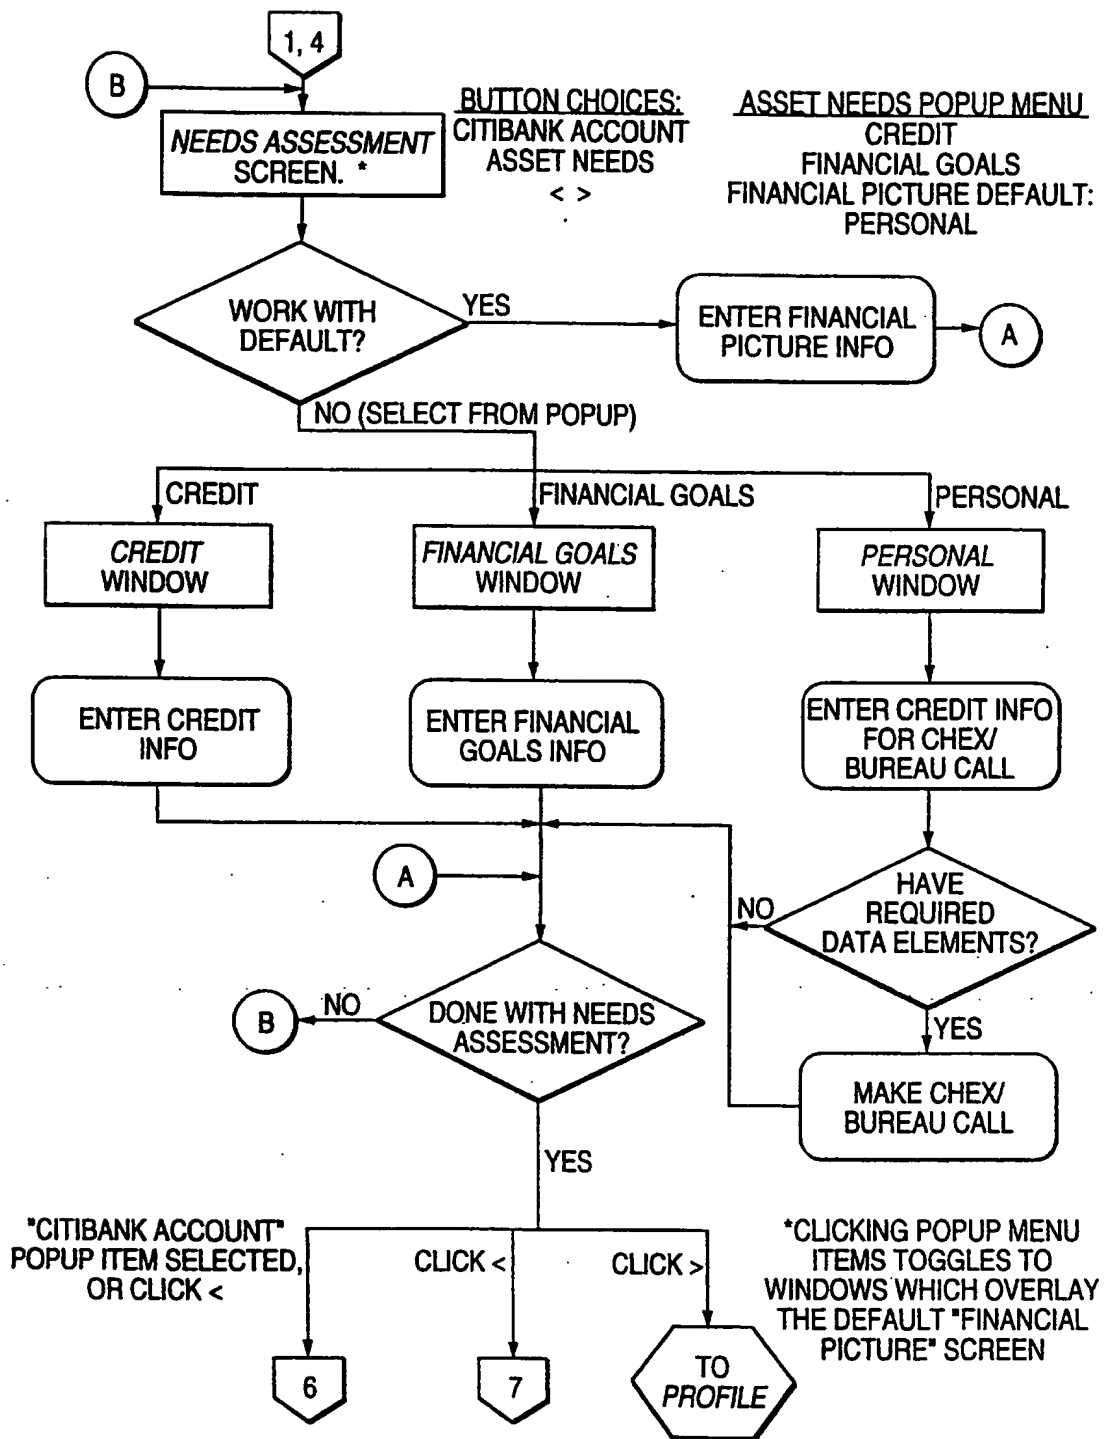 1, 4
B
BUTTON CHOICES:
CITIBANK ACCOUNT
ASSET NEEDS
< >
ASSET NEEDS POPUP MENU
CREDIT
FINANCIAL GOALS
FINANCIAL PICTURE DEFAULT:
PERSONAL
NEEDS ASSESSMENT
SCREEN. *
WORK WITH
DEFAULT?
YES
ENTER FINANCIAL
PICTURE INFO
A
NO (SELECT FROM POPUP)
CREDIT
FINANCIAL GOALS
PERSONAL
CREDIT
WINDOW
FINANCIAL GOALS
WINDOW
PERSONAL
WINDOW
ENTER CREDIT
INFO
ENTER FINANCIAL
GOALS INFO
ENTER CREDIT INFO
FOR CHEX/
BUREAU CALL
A
HAVE
REQUIRED
DATA ELEMENTS?
NO
YES
B
NO
DONE WITH NEEDS
ASSESSMENT?
MAKE CHEX/
BUREAU CALL
YES
"CITIBANK ACCOUNT"
POPUP ITEM SELECTED,
OR CLICK <
CLICK <
CLICK >
*CLICKING POPUP MENU
ITEMS TOGGLES TO
WINDOWS WHICH OVERLAY
THE DEFAULT "FINANCIAL
PICTURE" SCREEN
6
7
TO
PROFILE